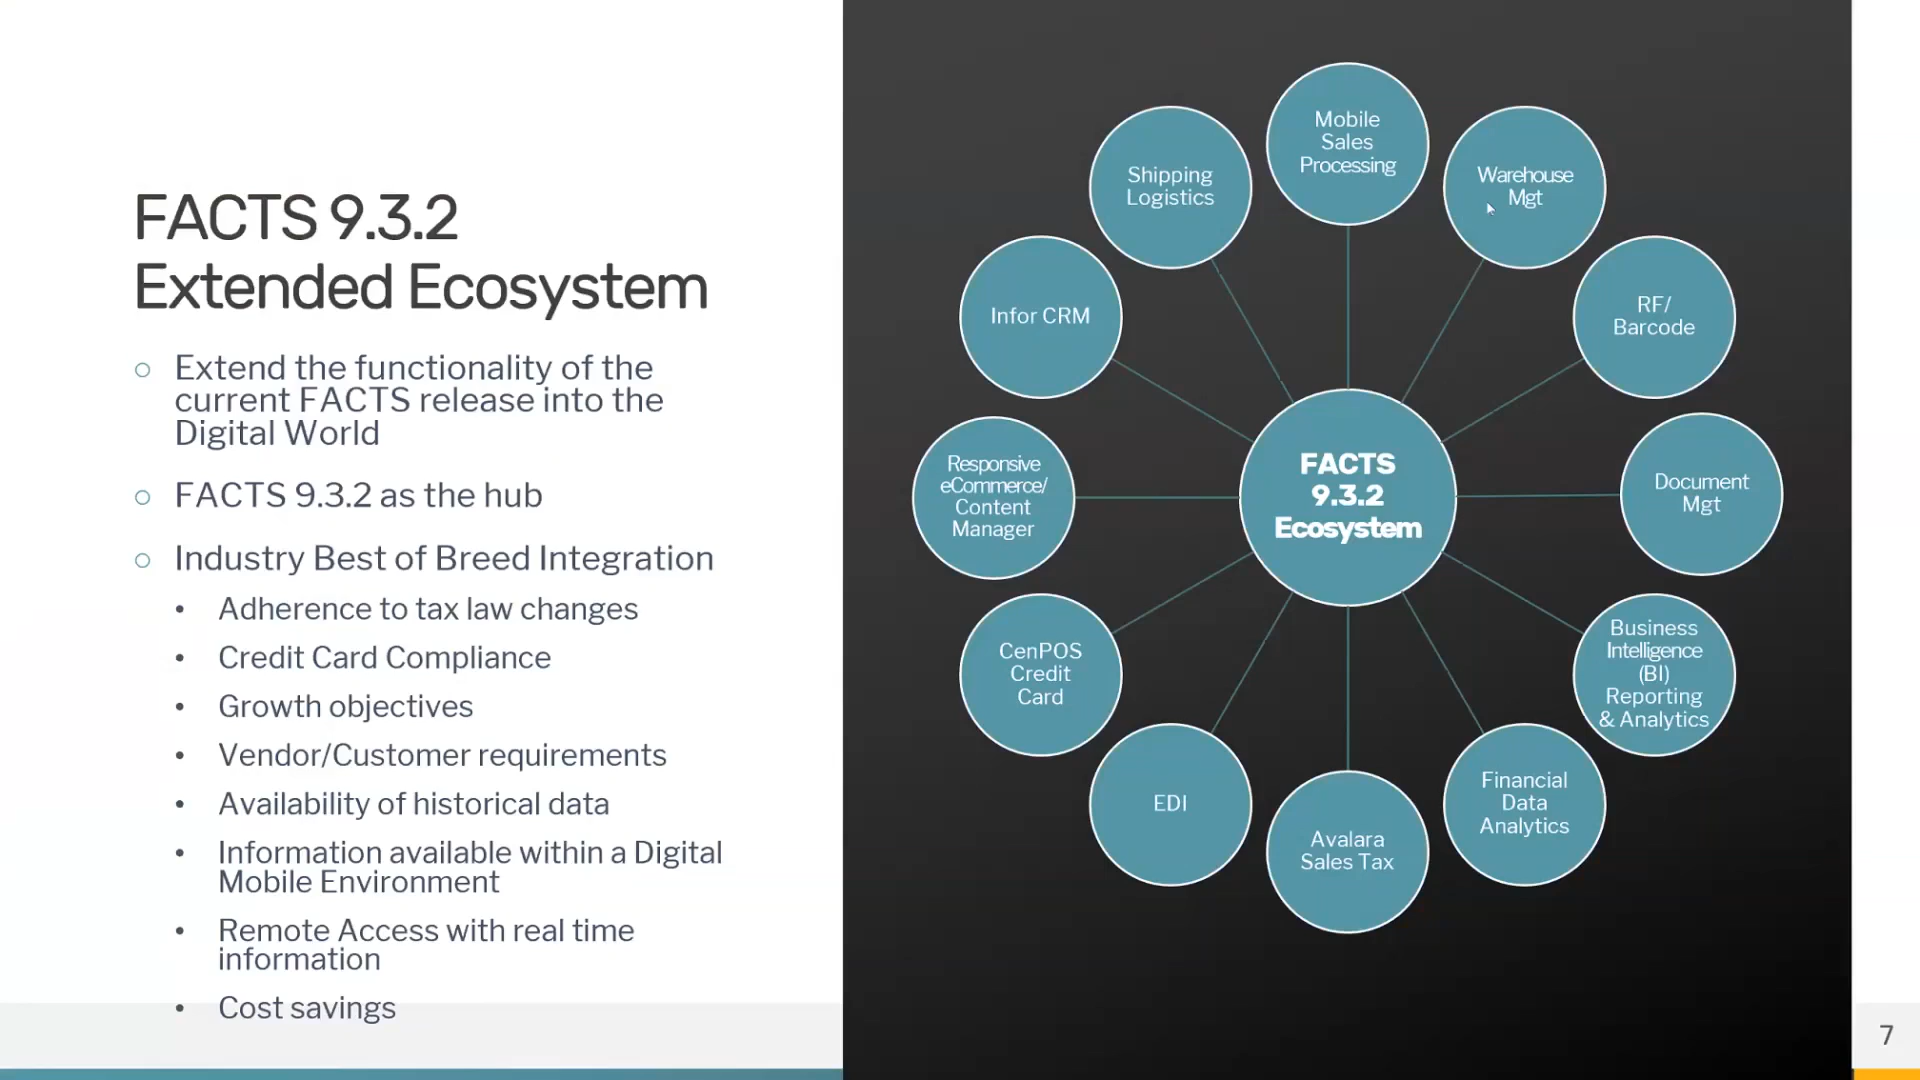 FACTS 9.3.2
Extended Ecosystem
○ Extend the functionality of the
current FACTS release into the
Digital World
○ FACTS 9.3.2 as the hub
○ Industry Best of Breed Integration
• Adherence to tax law changes
• Credit Card Compliance
• Growth objectives
• Vendor/Customer requirements
• Availability of historical data
• Information available within a Digital
Mobile Environment
• Remote Access with real time
information
• Cost savings
Mobile
Sales
Processing
Warehouse
Mgt
RF/
Barcode
Document
Mgt
Business
Intelligence
(BI)
Reporting
& Analytics
Financial
Data
Analytics
Avalara
Sales Tax
EDI
CenPOS
Credit
Card
Responsive
eCommerce/
Content
Manager
Infor CRM
Shipping
Logistics
FACTS
9.3.2
Ecosystem
7